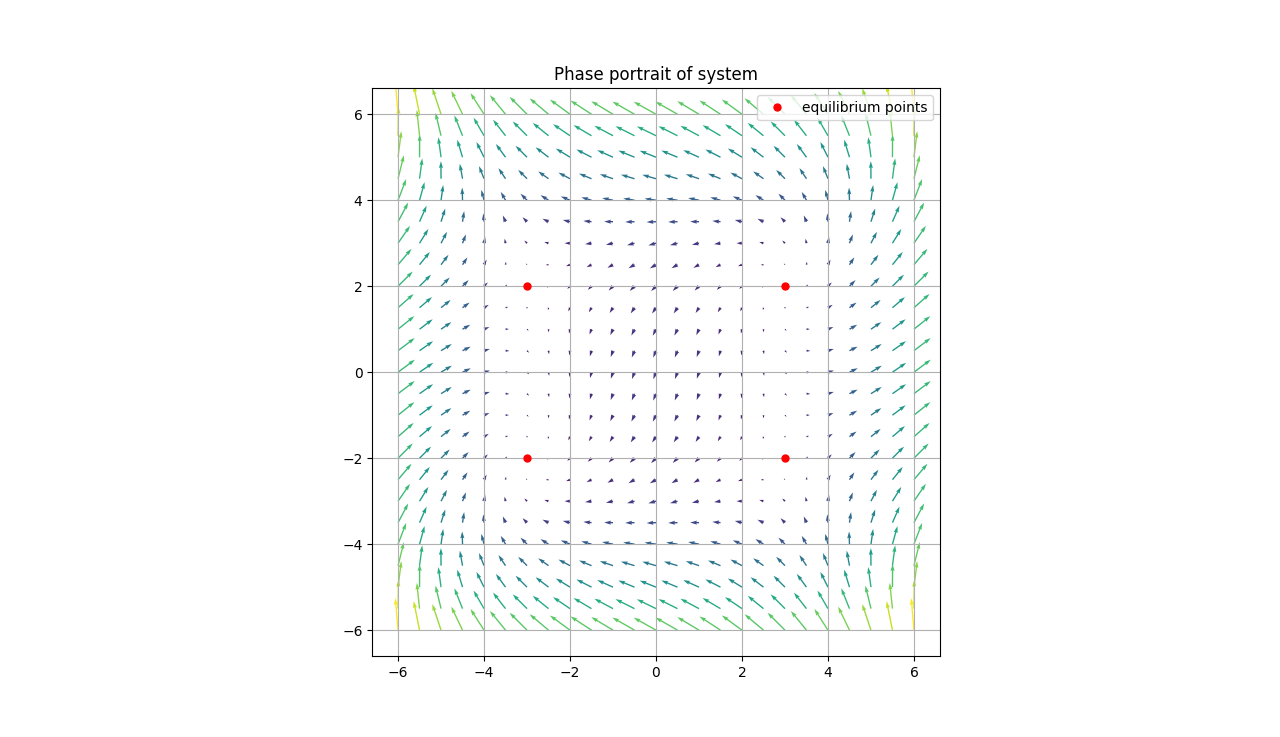 Phase portrait of system
equilibrium points
6
4
2
0
−2
−4
−6
−6 −4 −2 0 2 4 6